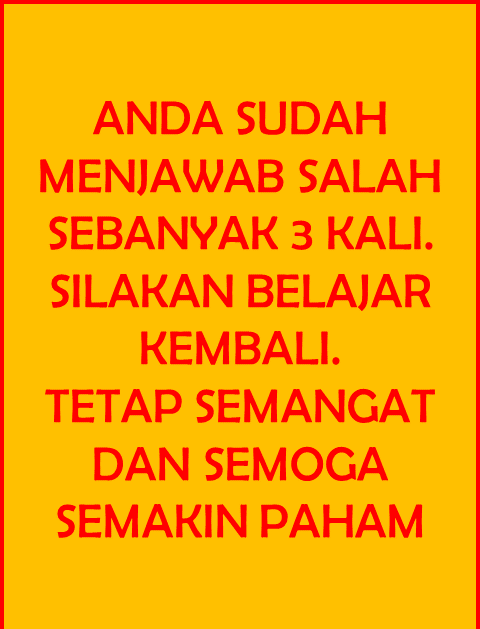 ANDA SUDAH
MENJAWAB SALAH
SEBANYAK 3 KALI.
SILAKAN BELAJAR
KEMBALI.
TETAP SEMANGAT
DAN SEMOGA
SEMAKIN PAHAM